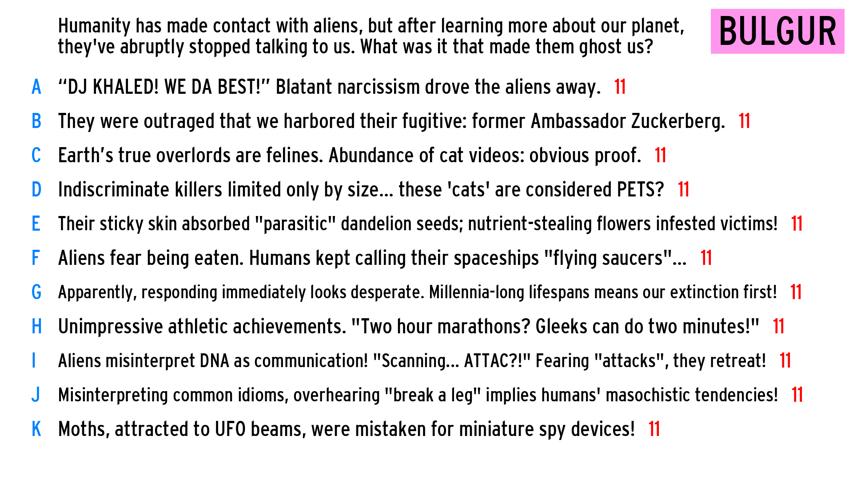 Humanity has made contact with aliens, but after learning more about our planet,
they've abruptly stopped talking to us. What was it that made them ghost us?
BULGUR
A “DJ KHALED! WE DA BEST!” Blatant narcissism drove the aliens away. 11
B They were outraged that we harbored their fugitive: former Ambassador Zuckerberg. 11
C Earth’s true overlords are felines. Abundance of cat videos: obvious proof. 11
D Indiscriminate killers limited only by size... these 'cats' are considered PETS? 11
E Their sticky skin absorbed "parasitic" dandelion seeds; nutrient-stealing flowers infested victims! 11
F Aliens fear being eaten. Humans kept calling their spaceships "flying saucers"... 11
G Apparently, responding immediately looks desperate. Millennia-long lifespans means our extinction first! 11
H Unimpressive athletic achievements. "Two hour marathons? Gleeks can do two minutes!" 11
I Aliens misinterpret DNA as communication! "Scanning... ATTAC?!" Fearing "attacks", they retreat! 11
J Misinterpreting common idioms, overhearing "break a leg" implies humans' masochistic tendencies! 11
K Moths, attracted to UFO beams, were mistaken for miniature spy devices! 11